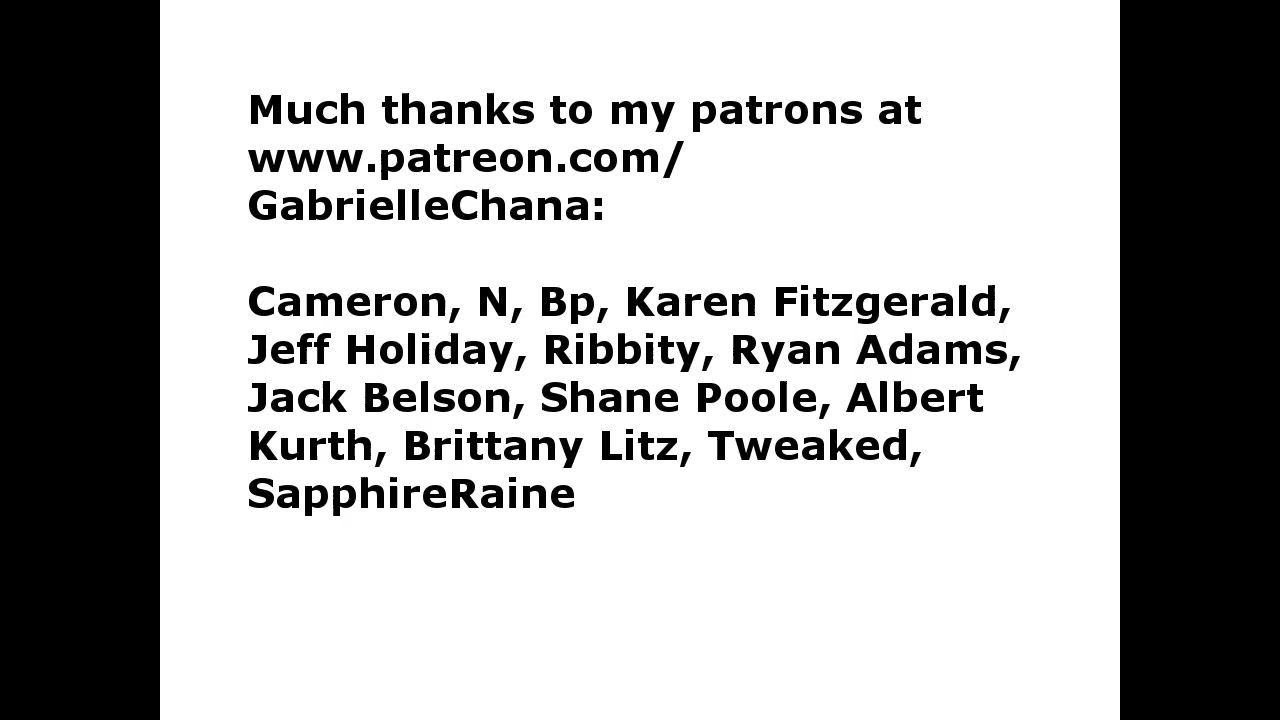 Much thanks to my patrons at
www.patreon.com/
GabrielleChana:
Cameron, N, Bp, Karen Fitzgerald,
Jeff Holiday, Ribbity, Ryan Adams,
Jack Belson, Shane Poole, Albert
Kurth, Brittany Litz, Tweaked,
SapphireRaine